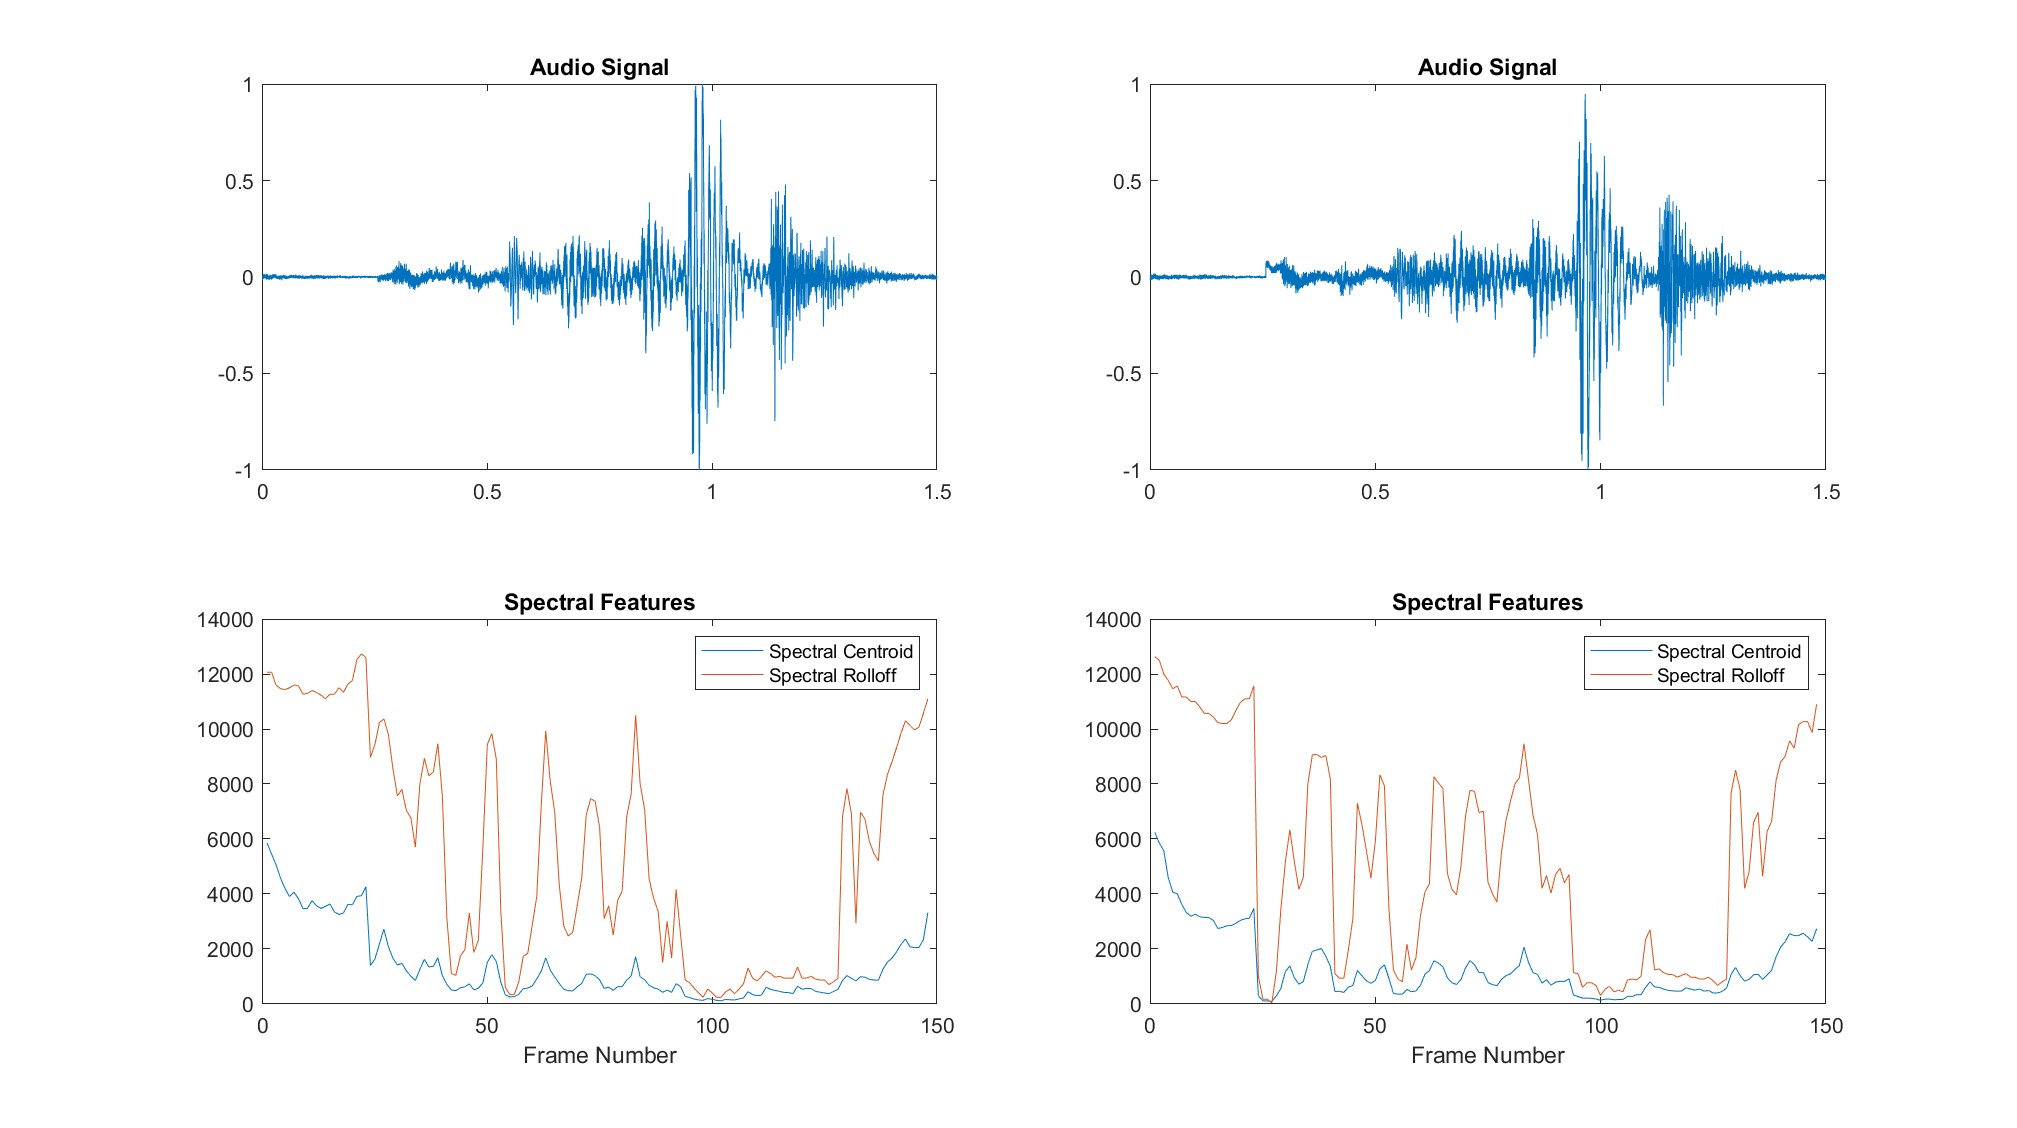 Audio Signal
1
0.5
0
-0.5
-1
0 0.5 1 1.5
Audio Signal
1
0.5
0
-0.5
-1
0 0.5 1 1.5
Spectral Features
14000
12000
10000
8000
6000
4000
2000
0
Spectral Centroid
Spectral Rolloff
0 50 100 150
Frame Number
Spectral Features
14000
12000
10000
8000
6000
4000
2000
0
Spectral Centroid
Spectral Rolloff
0 50 100 150
Frame Number